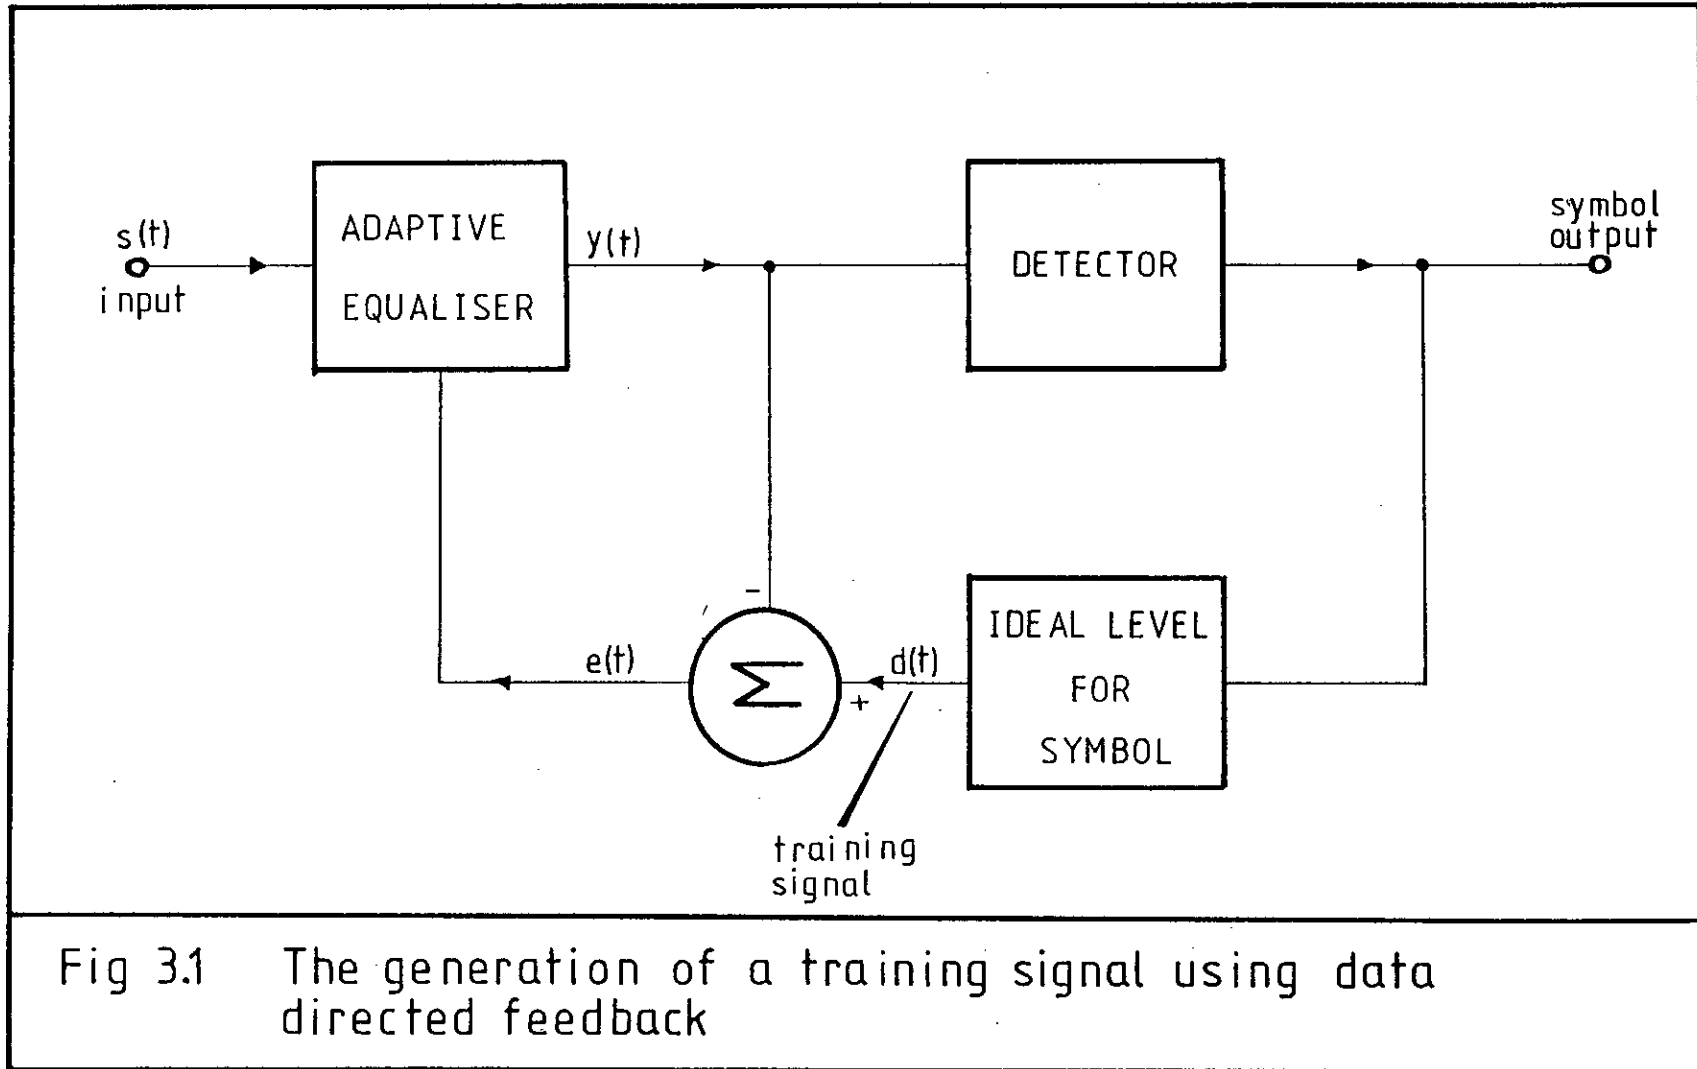 s(t)
input
ADAPTIVE
EQUALISER
y(t)
DETECTOR
symbol
output
-
e(t)
Σ
d(t)
+
IDEAL LEVEL
FOR
SYMBOL
training
signal
Fig 3.1 The generation of a training signal using data
directed feedback